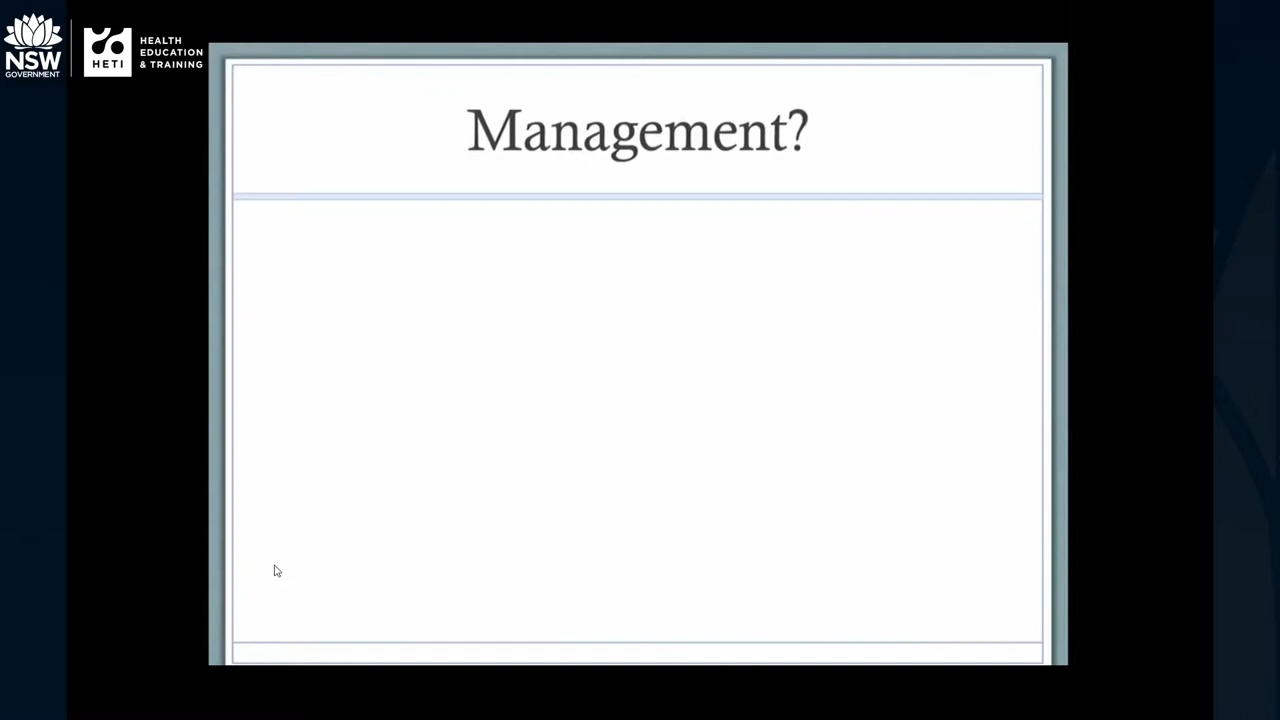 NSW
GOVERNMENT
HETI
HEALTH
EDUCATION
& TRAINING
Management?